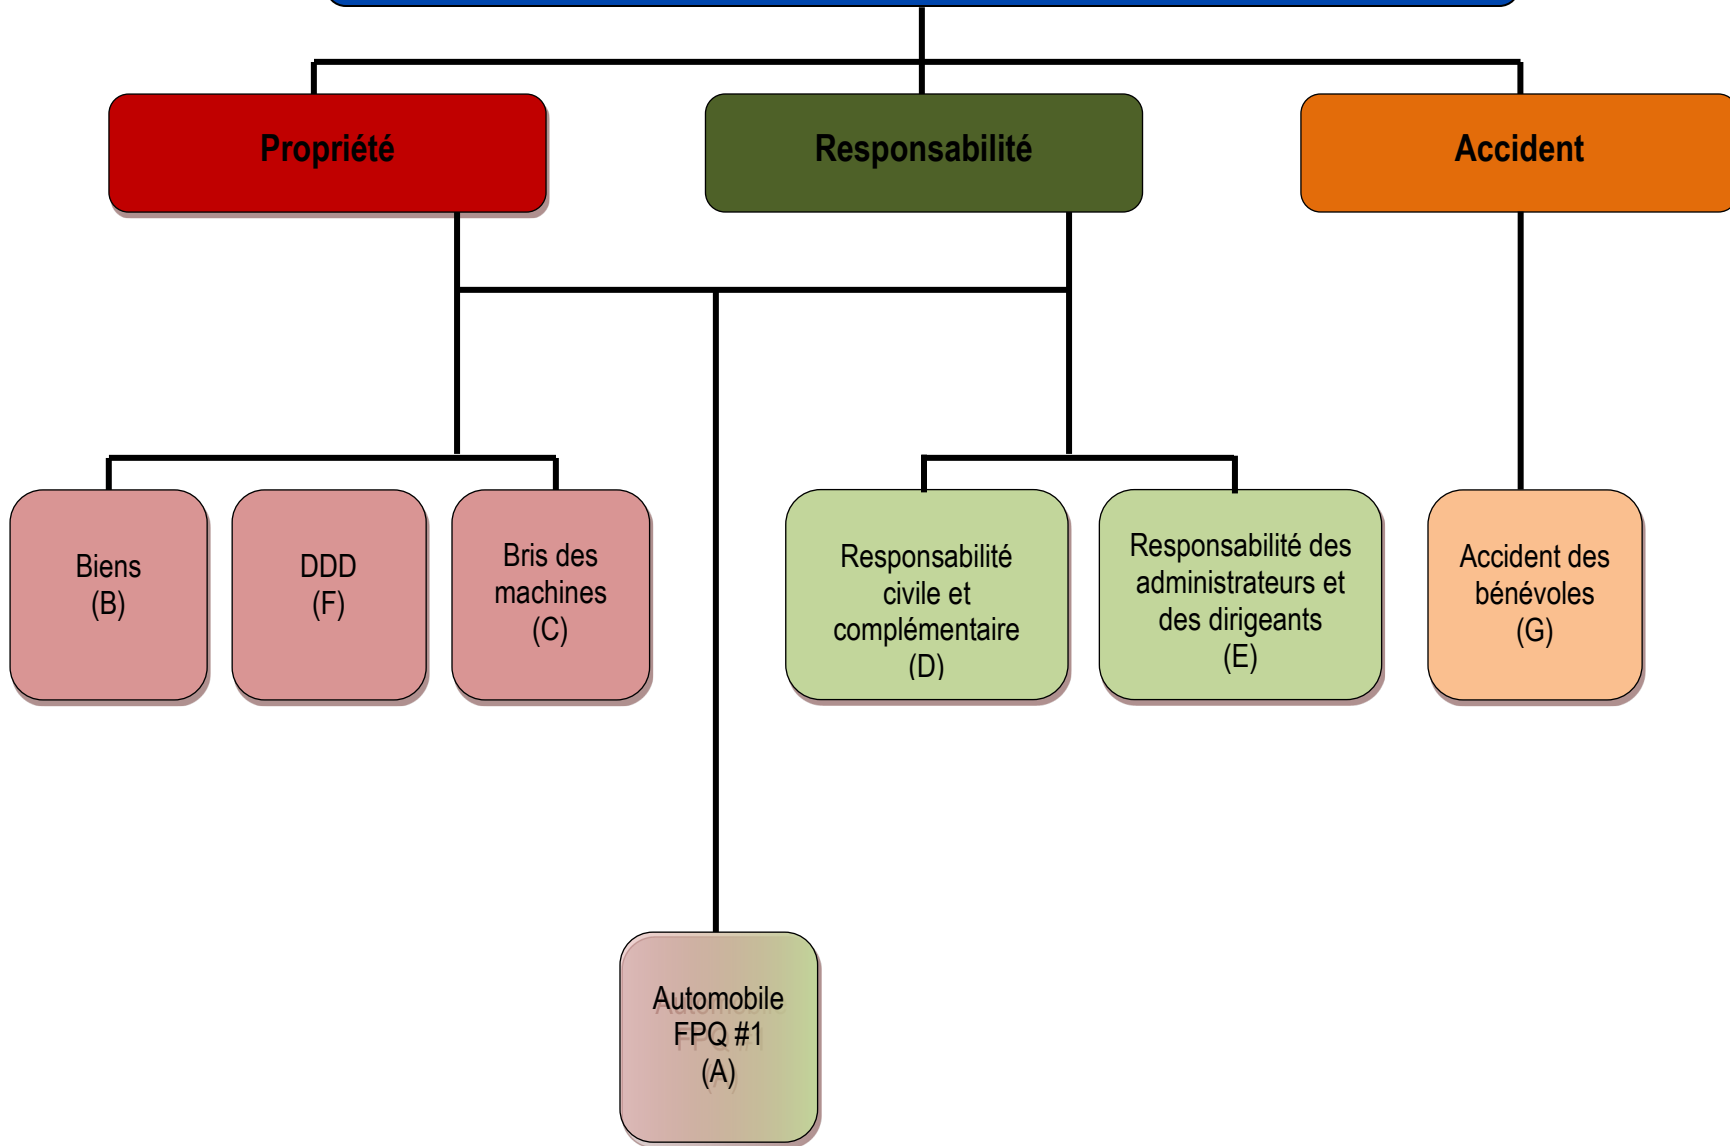 Propriété
Responsabilité
Accident
Biens
(B)
DDD
(F)
Bris des
machines
(C)
Responsabilité
civile et
complémentaire
(D)
Responsabilité des
administrateurs et
des dirigeants
(E)
Accident des
bénévoles
(G)
Automobile
FPQ #1
(A)